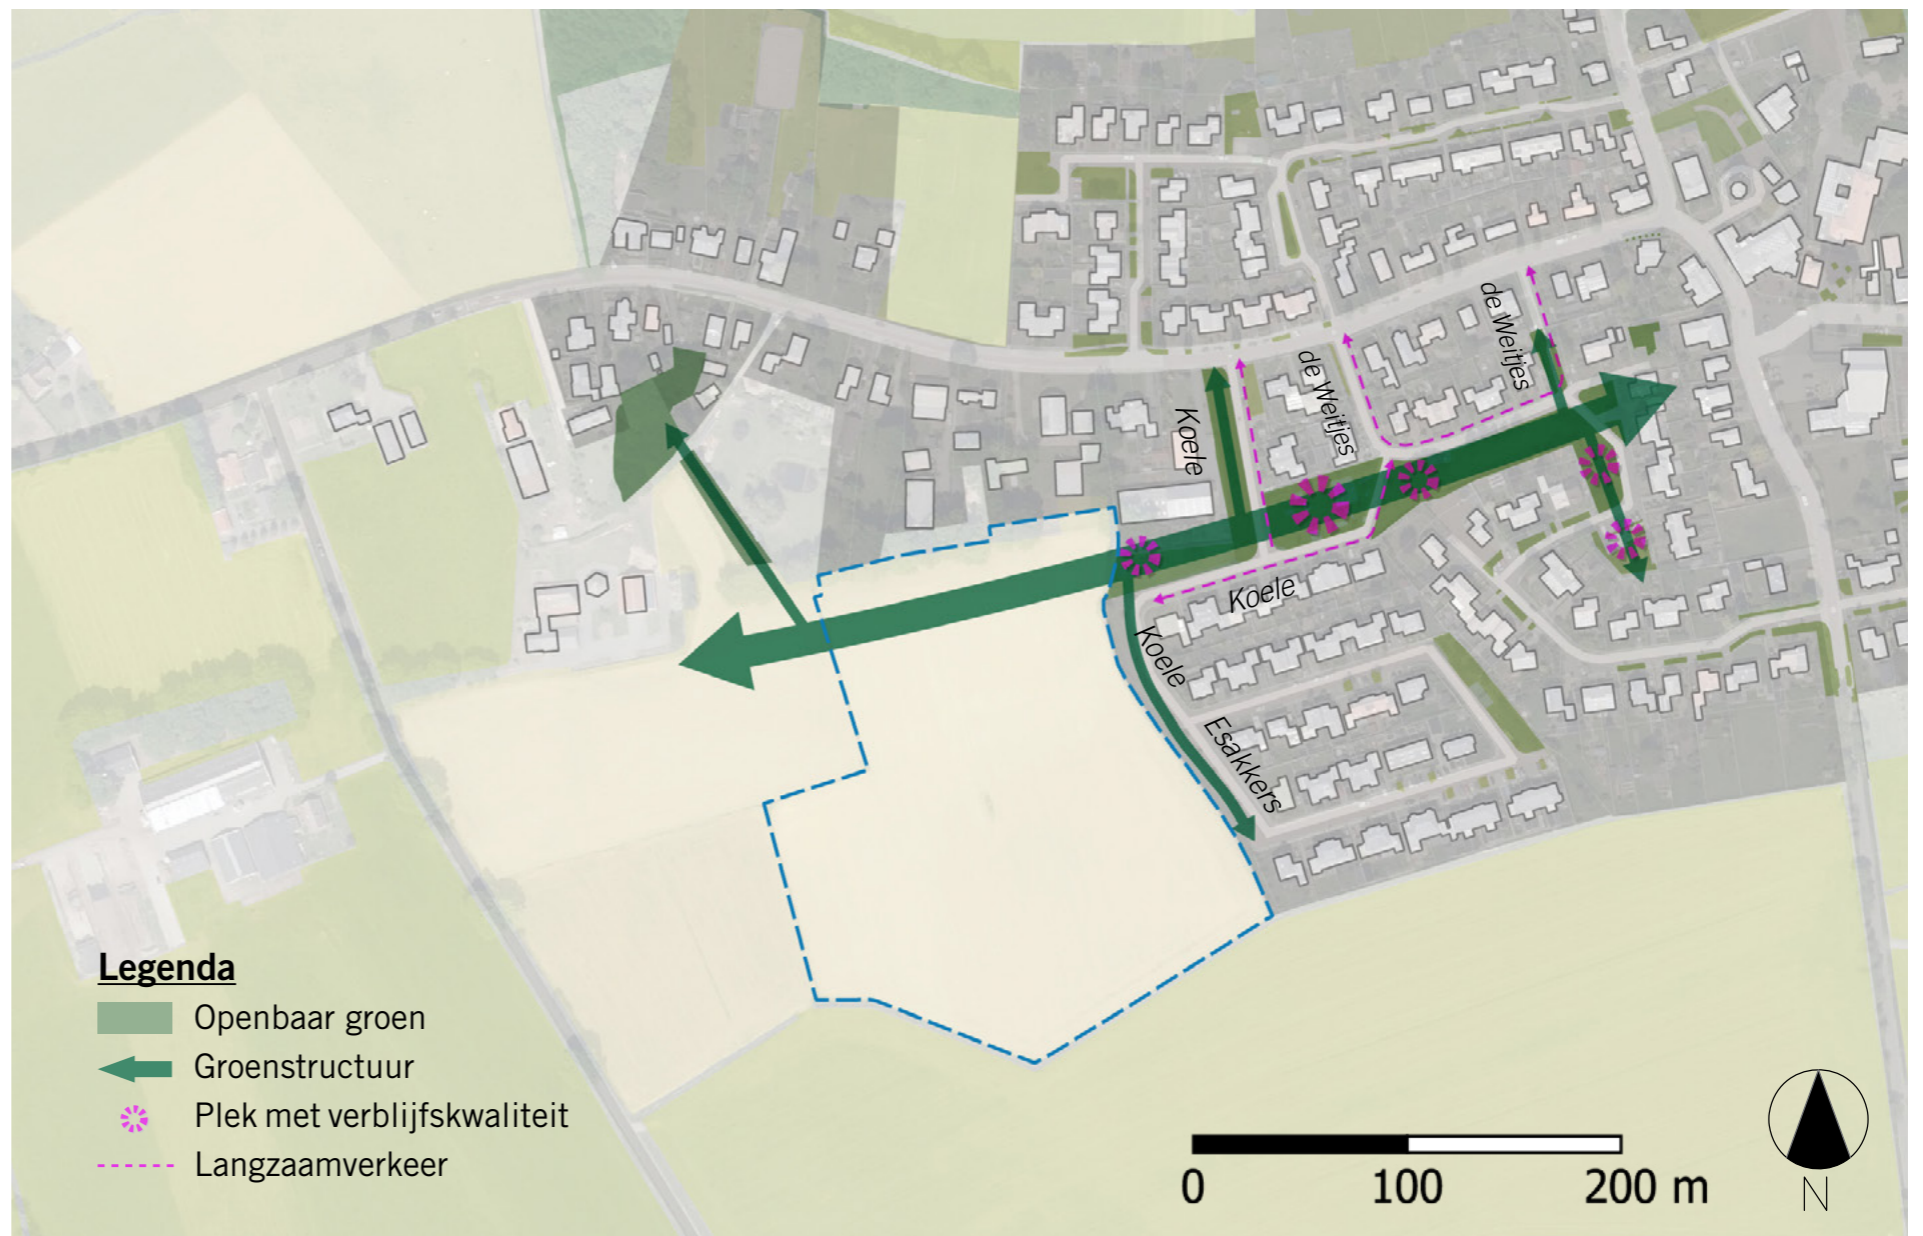 de Weitjes
de Weitjes
Koele
Koele
Koele
Esakkers
Legenda
Openbaar groen
Groenstructuur
Plek met verblijfskwaliteit
Langzaamverkeer
0 100 200 m
N